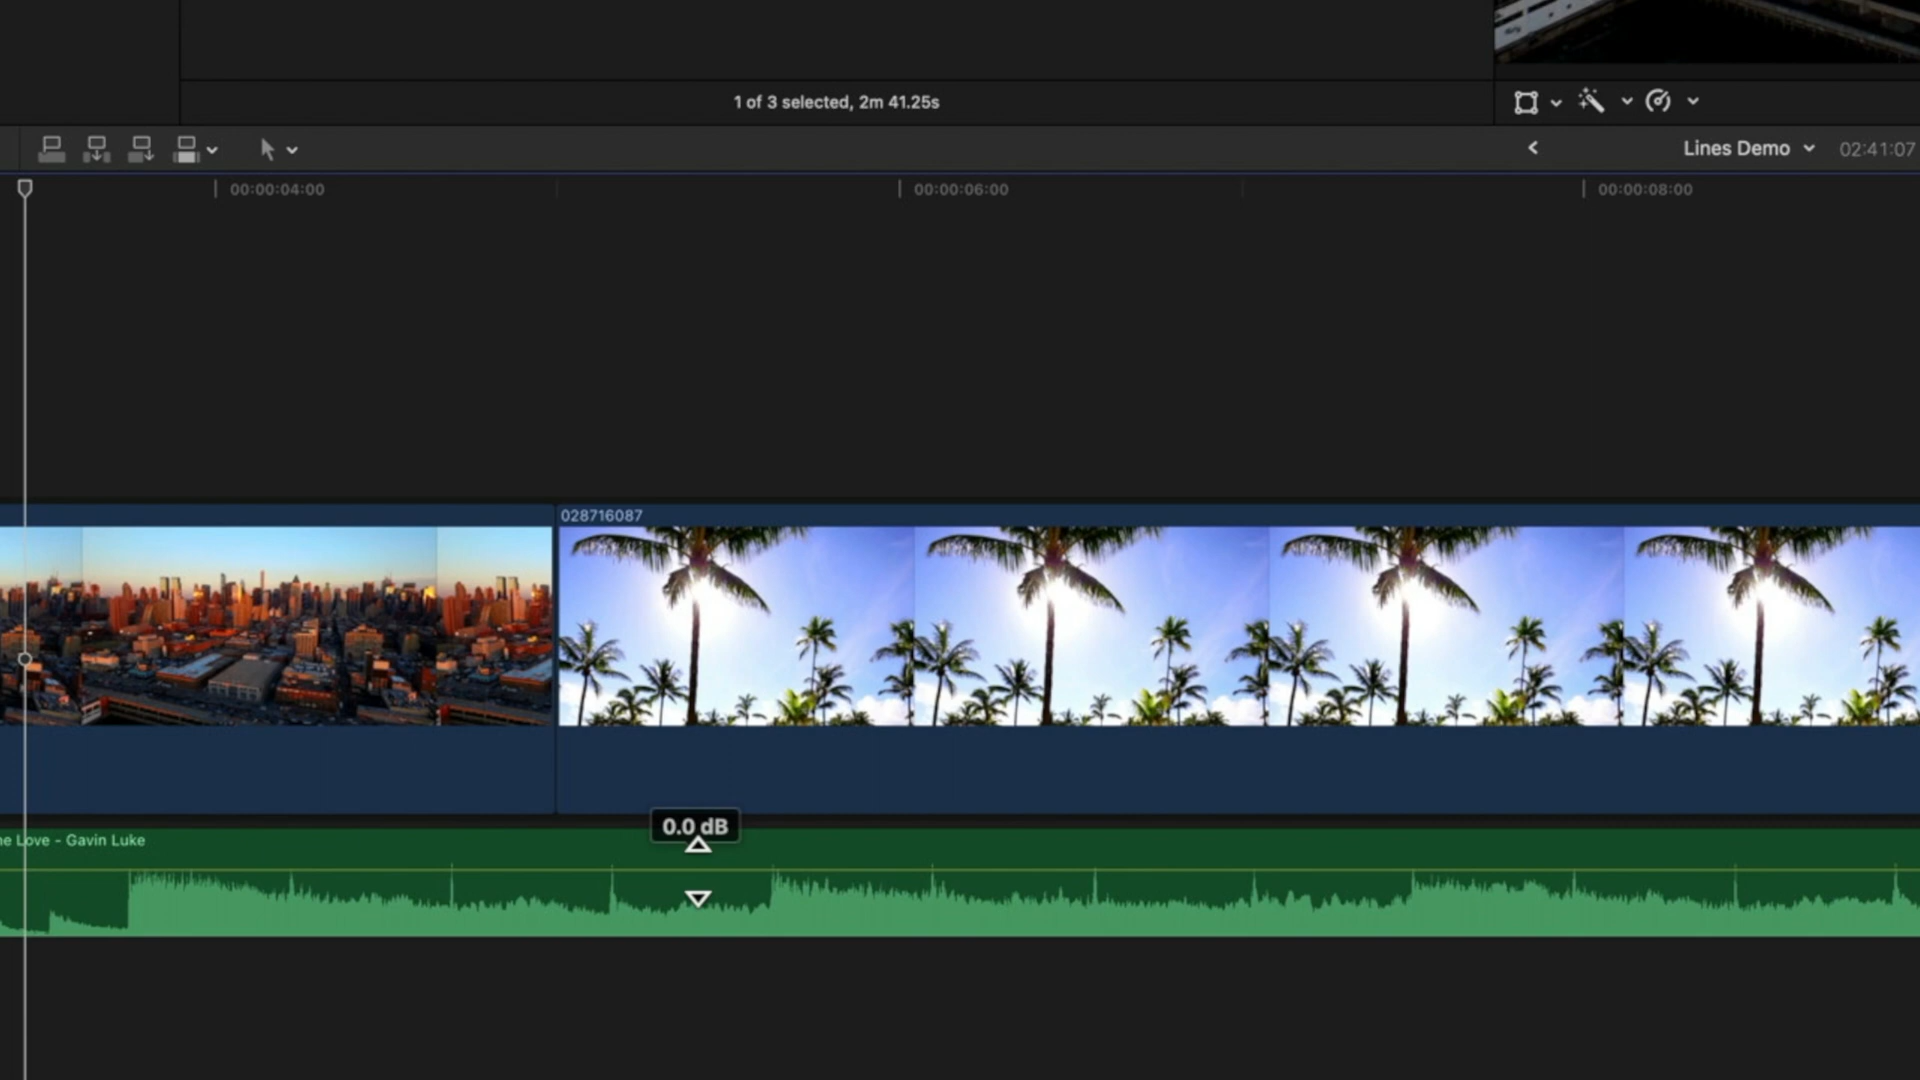 1 of 3 selected, 2m 41.25s
Lines Demo
02:41:07
00:00:04:00
00:00:06:00
00:00:08:00
028716087
0.0 dB
Love - Gavin Luke